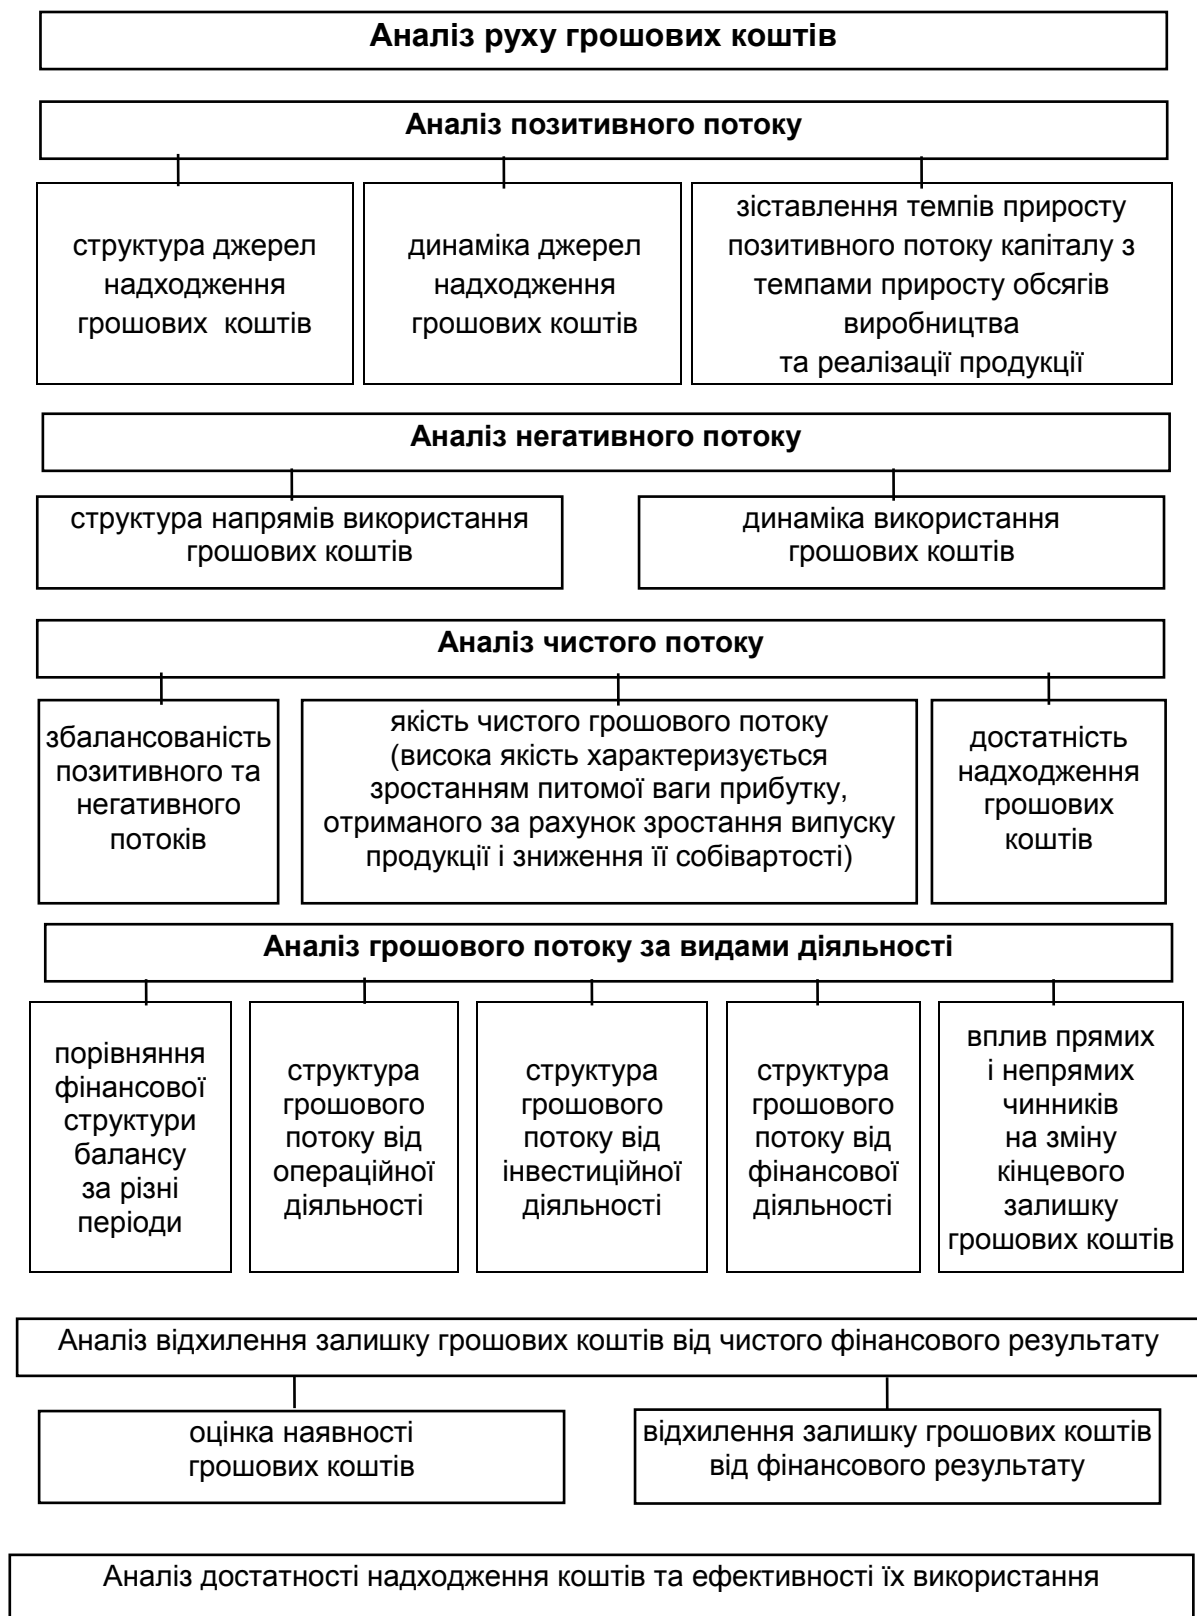 Аналіз руху грошових коштів
Аналіз позитивного потоку
структура джерел
надходження
грошових коштів
динаміка джерел
надходження
грошових коштів
зіставлення темпів приросту
позитивного потоку капіталу з
темпами приросту обсягів
виробництва
та реалізації продукції
Аналіз негативного потоку
структура напрямів використання
грошових коштів
динаміка використання
грошових коштів
Аналіз чистого потоку
збалансованість
позитивного та
негативного
потоків
якість чистого грошового потоку
(висока якість характеризується
зростанням питомої ваги прибутку,
отриманого за рахунок зростання випуску
продукції і зниження її собівартості)
достатність
надходження
грошових
коштів
Аналіз грошового потоку за видами діяльності
порівняння
фінансової
структури
балансу
за різні
періоди
структура
грошового
потоку від
операційної
діяльності
структура
грошового
потоку від
інвестиційної
діяльності
структура
грошового
потоку від
фінансової
діяльності
вплив прямих
і непрямих
чинників
на зміну
кінцевого
залишку
грошових коштів
Аналіз відхилення залишку грошових коштів від чистого фінансового результату
оцінка наявності
грошових коштів
відхилення залишку грошових коштів
від фінансового результату
Аналіз достатності надходження коштів та ефективності їх використання